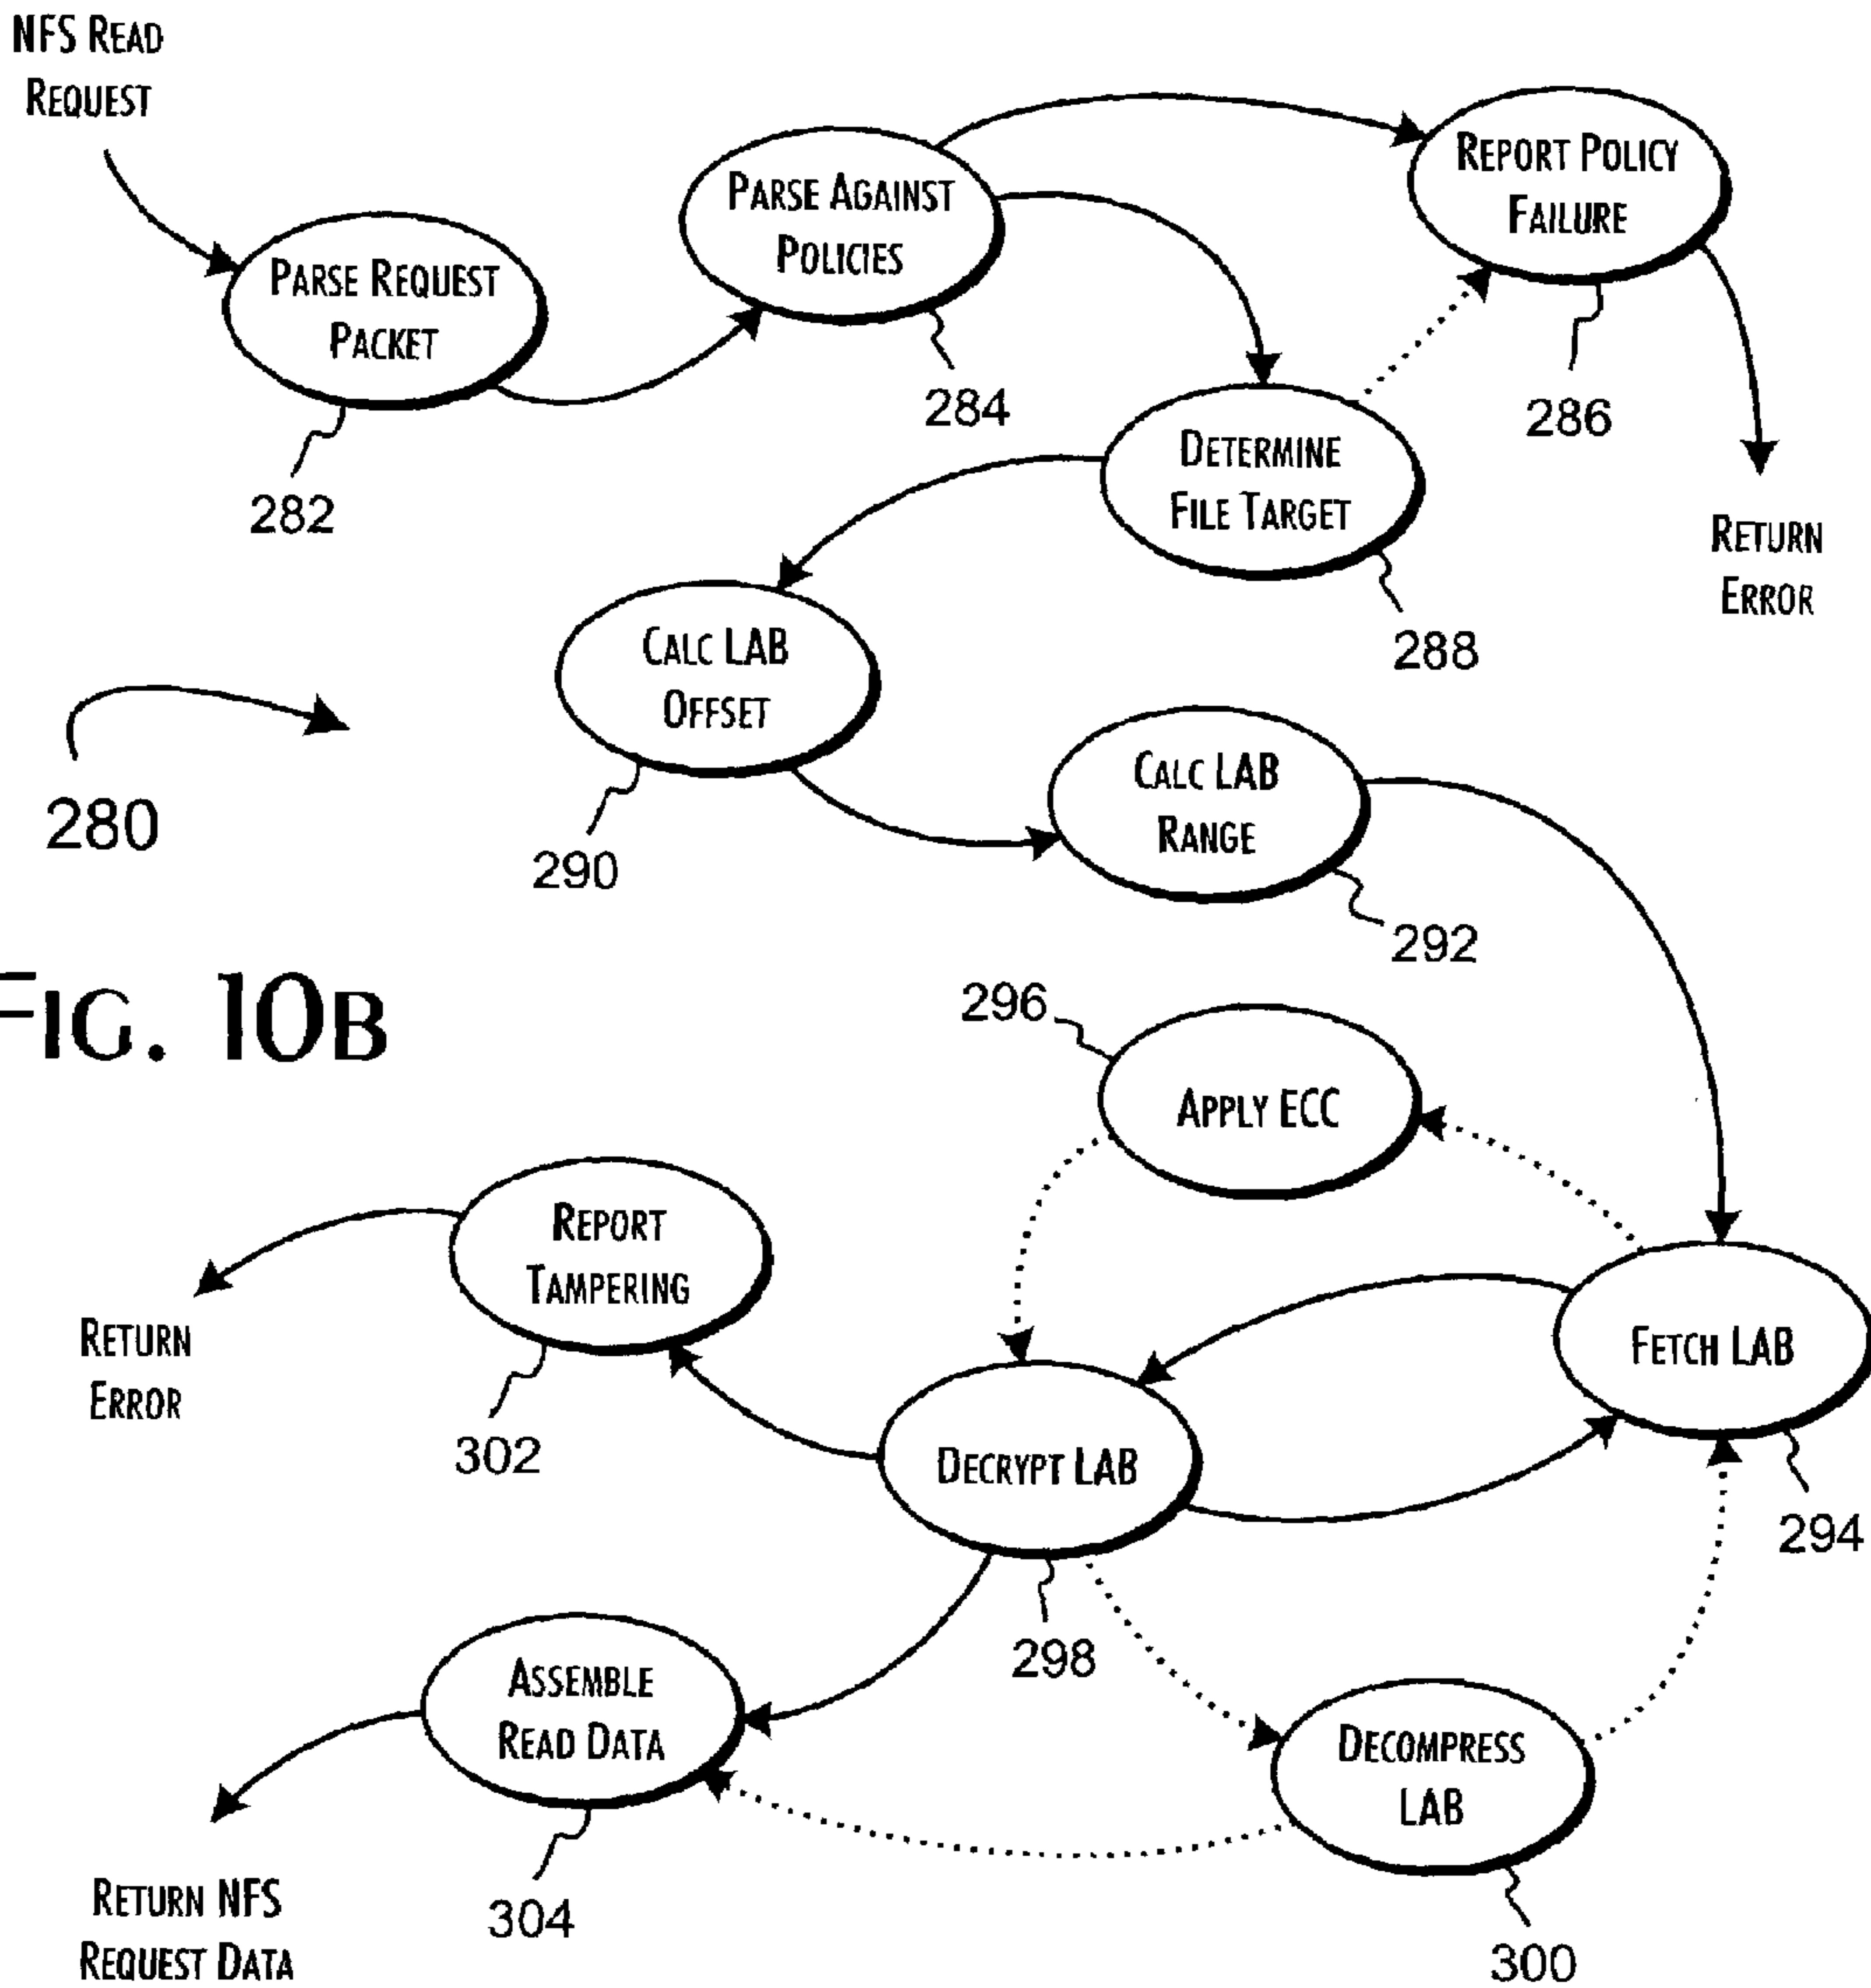 NFS READ
REQUEST
PARSE REQUEST
PACKET
282
PARSE AGAINST
POLICIES
284
REPORT POLICY
FAILURE
286
RETURN
ERROR
DETERMINE
FILE TARGET
288
CALC LAB
OFFSET
290
280
CALC LAB
RANGE
292
FIG. 10B
296
APPLY ECC
REPORT
TAMPERING
302
RETURN
ERROR
FETCH LAB
294
DECRYPT LAB
298
ASSEMBLE
READ DATA
304
DECOMPRESS
LAB
300
RETURN NFS
REQUEST DATA